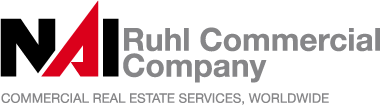 NAI Ruhl Commercial
Company
COMMERCIAL REAL ESTATE SERVICES, WORLDWIDE